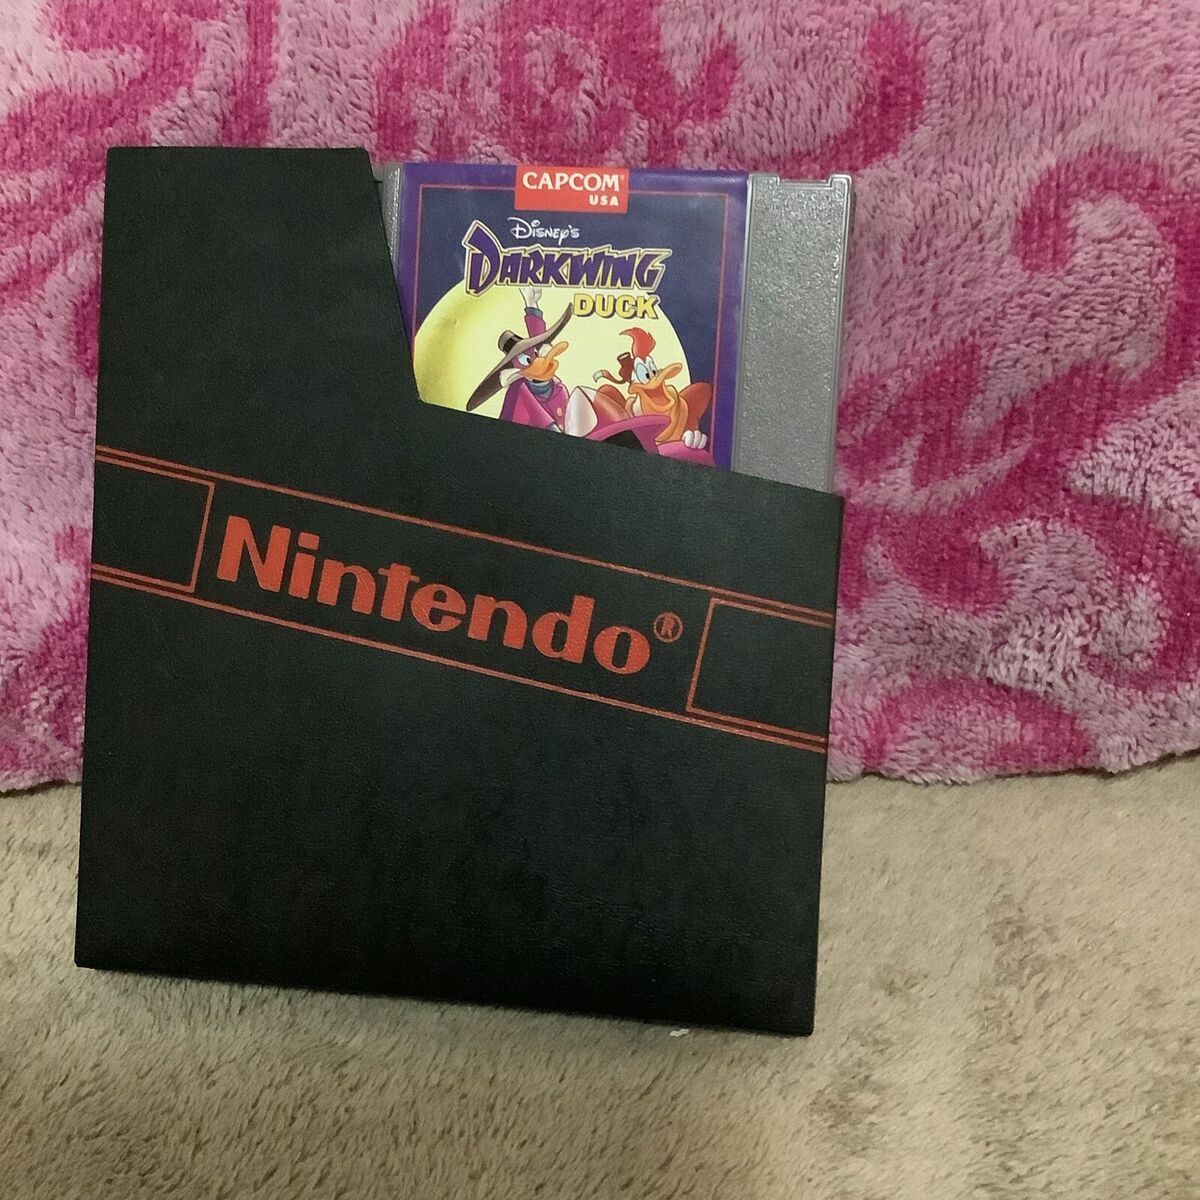 CAPCOM®
USA
Disney's
DARKWING
DUCK
Nintendo®